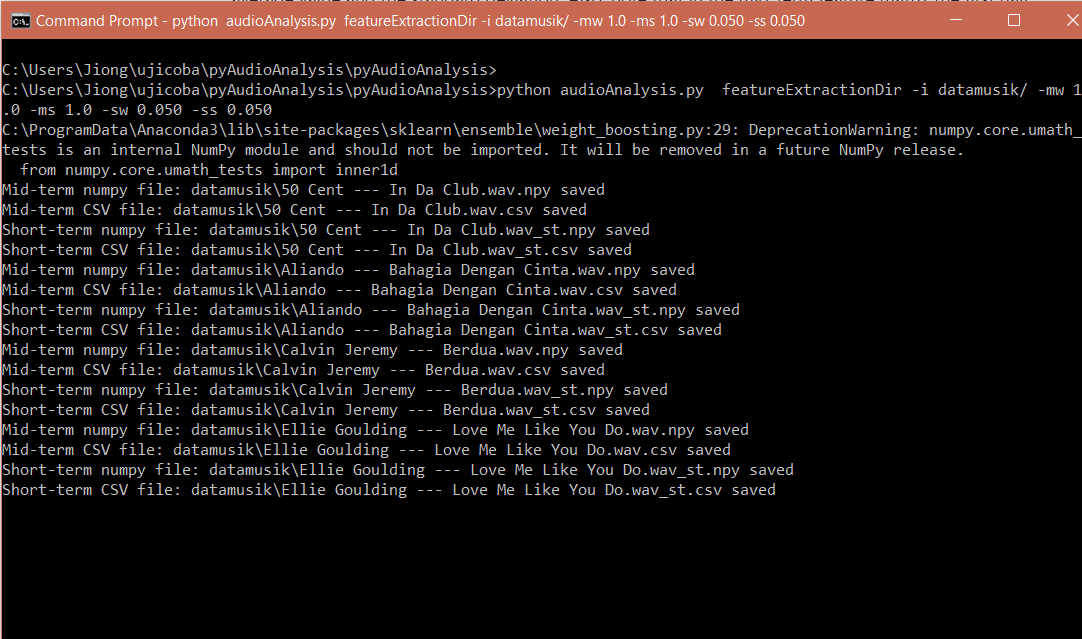 Command Prompt - python  audioAnalysis.py  featureExtractionDir -i datamusik/ -mw 1.0 -ms 1.0 -sw 0.050 -ss 0.050
C:\Users\Jiong\ujicoba\pyAudioAnalysis\pyAudioAnalysis>
C:\Users\Jiong\ujicoba\pyAudioAnalysis\pyAudioAnalysis>python audioAnalysis.py  featureExtractionDir -i datamusik/ -mw 1
.0 -ms 1.0 -sw 0.050 -ss 0.050
C:\ProgramData\Anaconda3\lib\site-packages\sklearn\ensemble\weight_boosting.py:29: DeprecationWarning: numpy.core.umath_
tests is an internal NumPy module and should not be imported. It will be removed in a future NumPy release.
  from numpy.core.umath_tests import inner1d
Mid-term numpy file: datamusik\50 Cent --- In Da Club.wav.npy saved
Mid-term CSV file: datamusik\50 Cent --- In Da Club.wav.csv saved
Short-term numpy file: datamusik\50 Cent --- In Da Club.wav_st.npy saved
Short-term CSV file: datamusik\50 Cent --- In Da Club.wav_st.csv saved
Mid-term numpy file: datamusik\Aliando --- Bahagia Dengan Cinta.wav.npy saved
Mid-term CSV file: datamusik\Aliando --- Bahagia Dengan Cinta.wav.csv saved
Short-term numpy file: datamusik\Aliando --- Bahagia Dengan Cinta.wav_st.npy saved
Short-term CSV file: datamusik\Aliando --- Bahagia Dengan Cinta.wav_st.csv saved
Mid-term numpy file: datamusik\Calvin Jeremy --- Berdua.wav.npy saved
Mid-term CSV file: datamusik\Calvin Jeremy --- Berdua.wav.csv saved
Short-term numpy file: datamusik\Calvin Jeremy --- Berdua.wav_st.npy saved
Short-term CSV file: datamusik\Calvin Jeremy --- Berdua.wav_st.csv saved
Mid-term numpy file: datamusik\Ellie Goulding --- Love Me Like You Do.wav.npy saved
Mid-term CSV file: datamusik\Ellie Goulding --- Love Me Like You Do.wav.csv saved
Short-term numpy file: datamusik\Ellie Goulding --- Love Me Like You Do.wav_st.npy saved
Short-term CSV file: datamusik\Ellie Goulding --- Love Me Like You Do.wav_st.csv saved